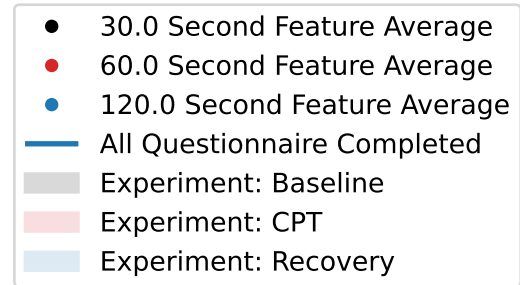 30.0 Second Feature Average
60.0 Second Feature Average
120.0 Second Feature Average
All Questionnaire Completed
Experiment: Baseline
Experiment: CPT
Experiment: Recovery